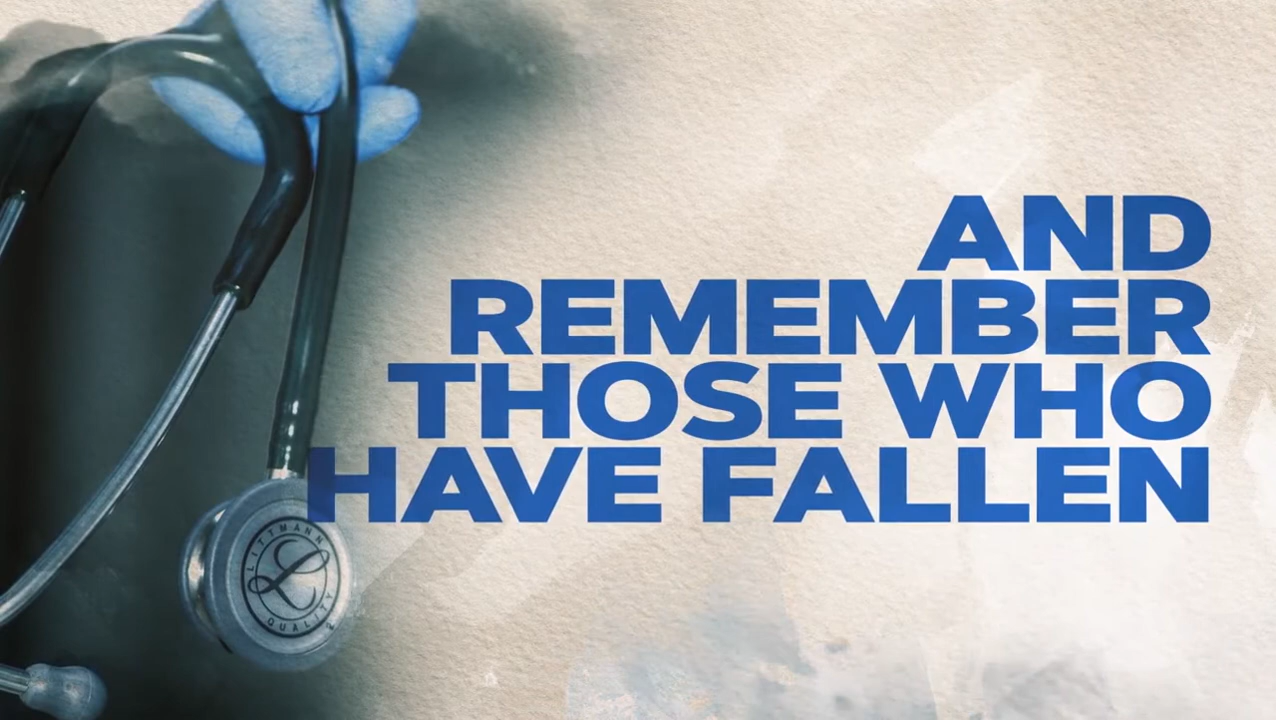 AND
REMEMBER
THOSE WHO
HAVE FALLEN
LITTMANN
QUALITY